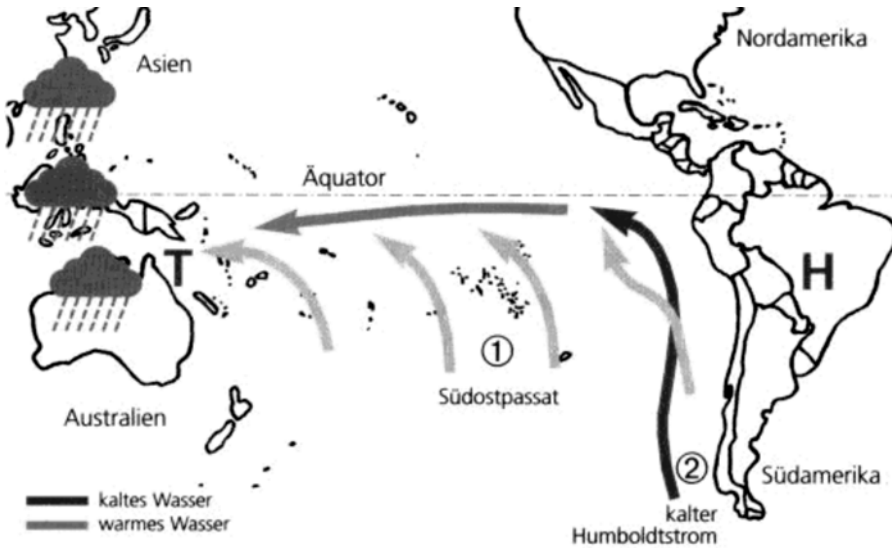 Nordamerika
Asien
Äquator
T
H
①
Südostpassat
Australien
②
Südamerika
kaltes Wasser
warmes Wasser
kalter
Humboldtstrom